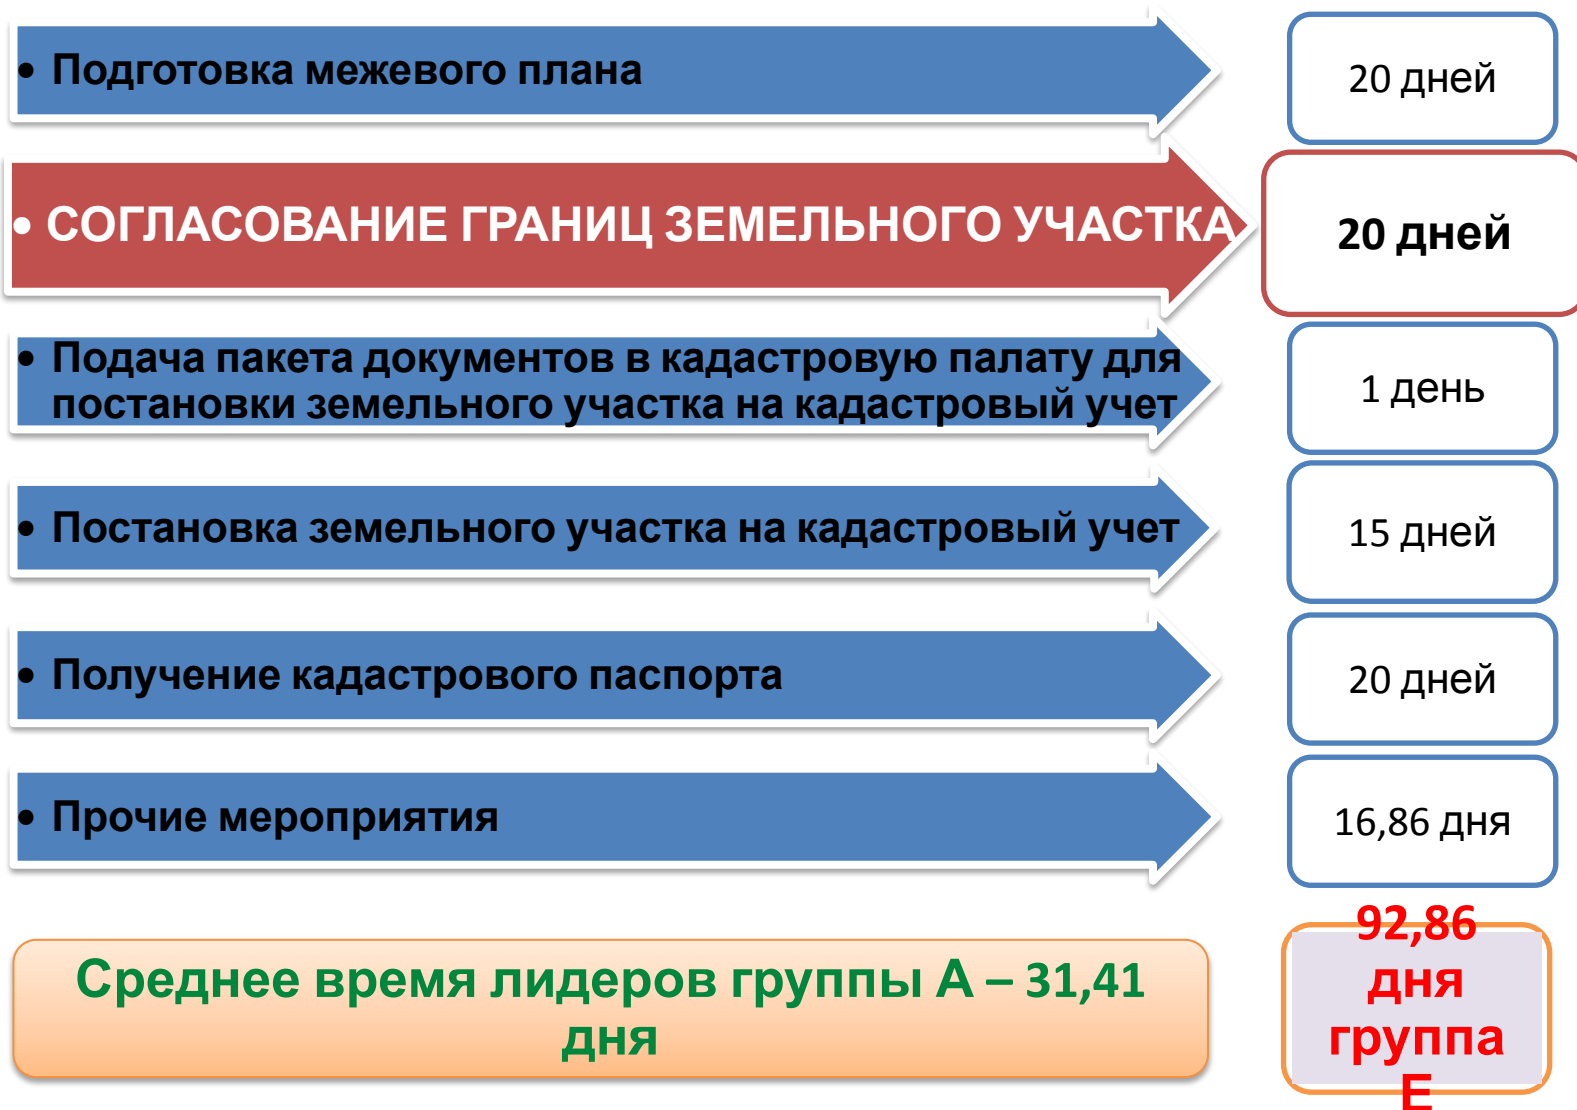 • Подготовка межевого плана
20 дней
• СОГЛАСОВАНИЕ ГРАНИЦ ЗЕМЕЛЬНОГО УЧАСТКА
20 дней
• Подача пакета документов в кадастровую палату для
постановки земельного участка на кадастровый учет
1 день
• Постановка земельного участка на кадастровый учет
15 дней
• Получение кадастрового паспорта
20 дней
• Прочие мероприятия
16,86 дня
Среднее время лидеров группы А – 31,41
дня
92,86
дня
группа
Е